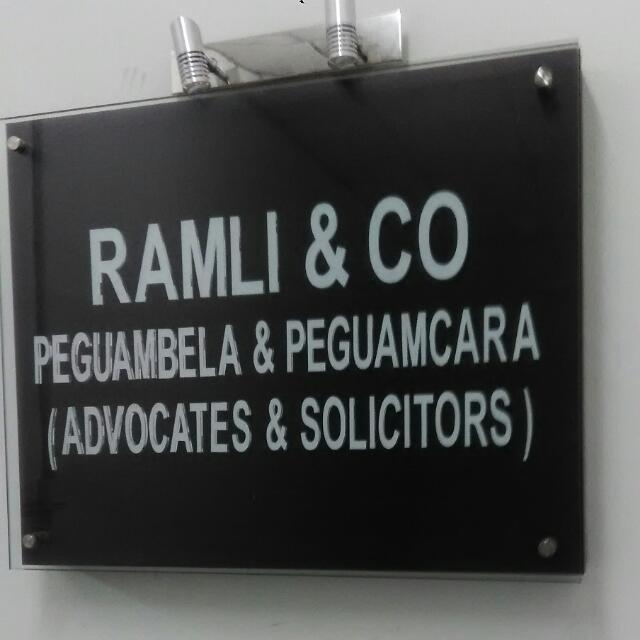 RAMLI & CO
PEGUAMBELA & PEGUAMCARA
( ADVOCATES & SOLICITORS )